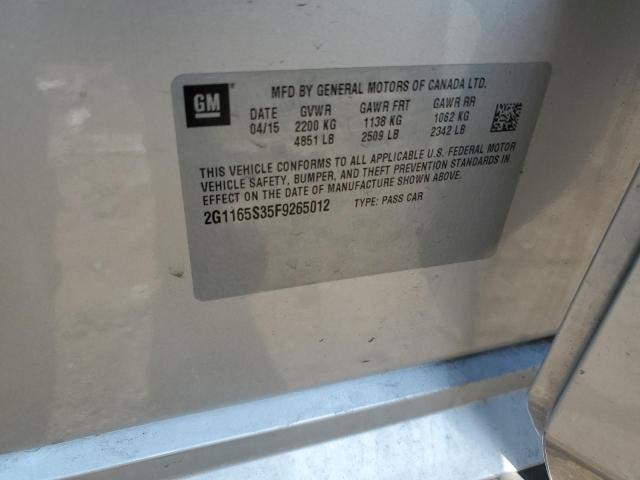 GM
MFD BY GENERAL MOTORS OF CANADA LTD.
DATE GVWR GAWR FRT GAWR RR
04/15 2200 KG 1138 KG 1062 KG
4851 LB 2509 LB 2342 LB
THIS VEHICLE CONFORMS TO ALL APPLICABLE U.S. FEDERAL MOTOR
VEHICLE SAFETY, BUMPER, AND THEFT PREVENTION STANDARDS IN
EFFECT ON THE DATE OF MANUFACTURE SHOWN ABOVE.
2G1165S35F9265012 TYPE: PASS CAR